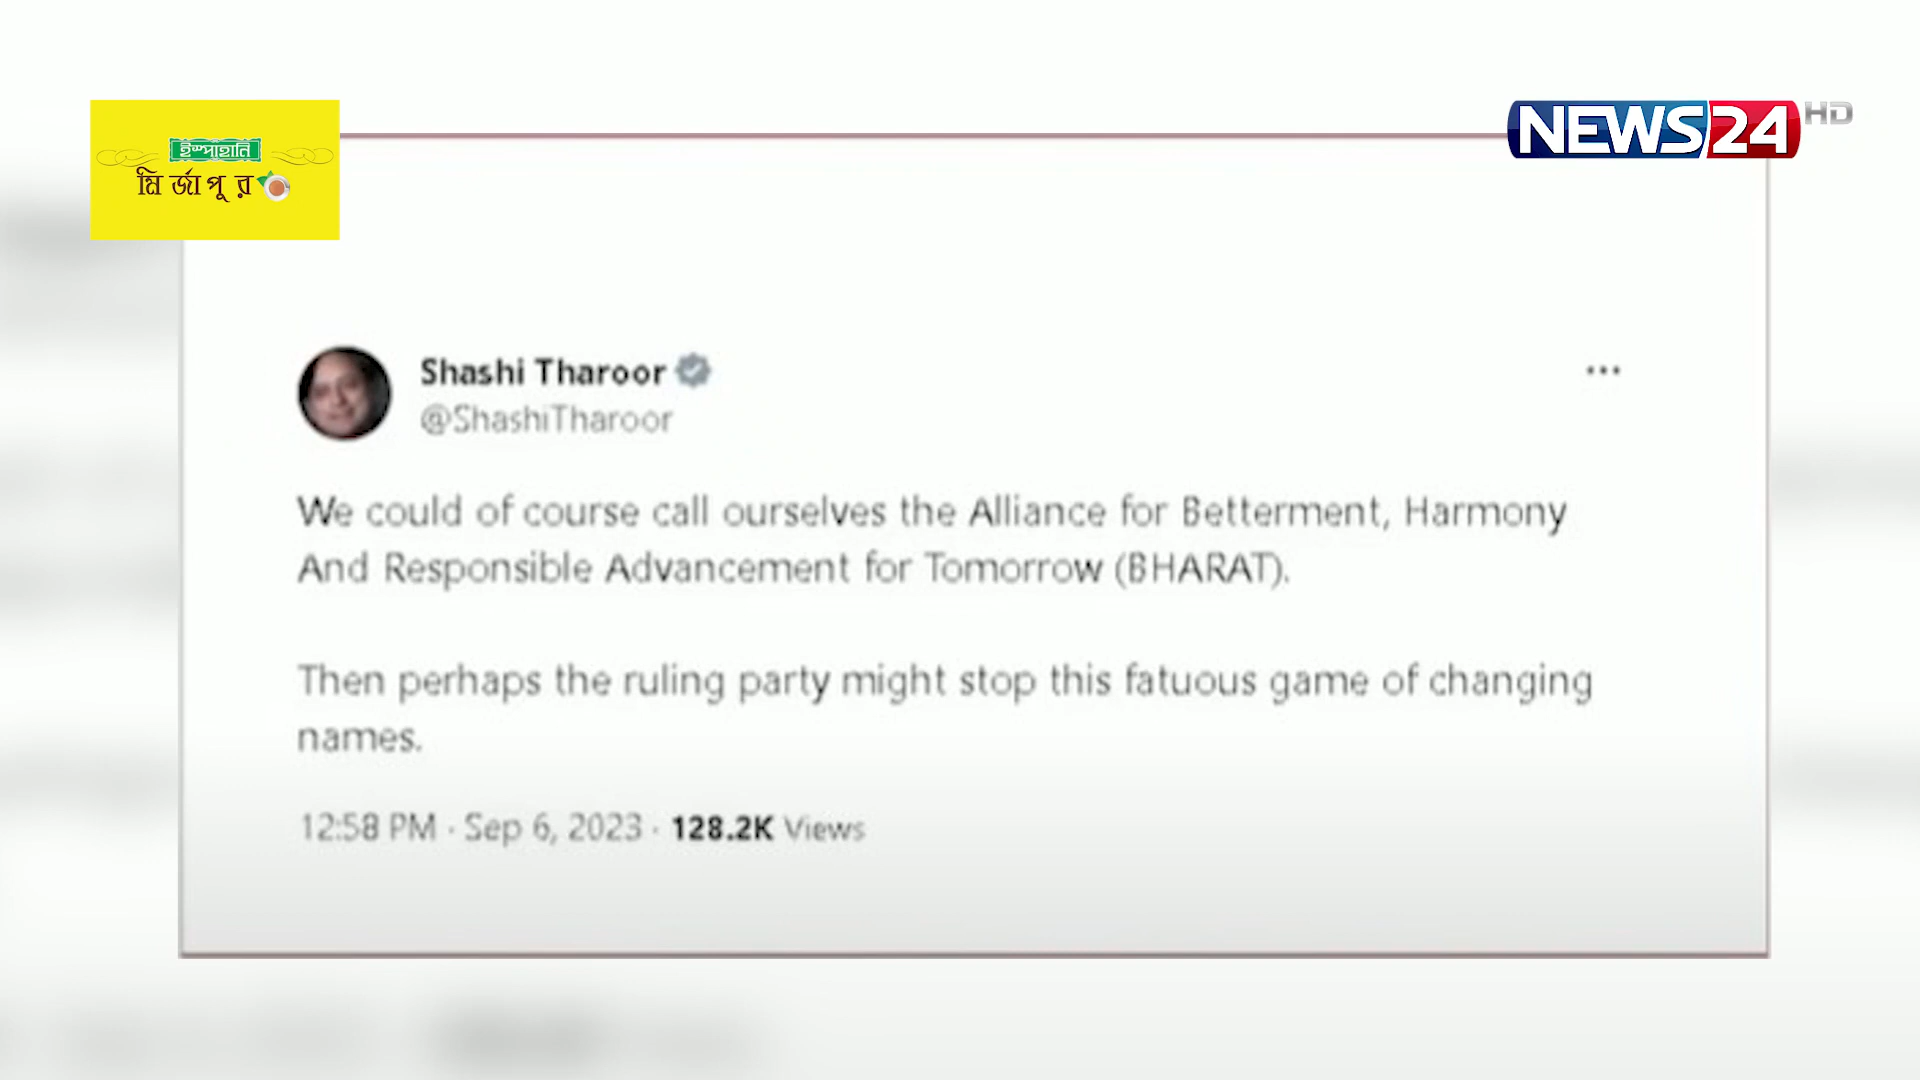 ইস্পাহানি
মির্জাপুর
NEWS24 HD
Shashi Tharoor
@ShashiTharoor
We could of course call ourselves the Alliance for Betterment, Harmony
And Responsible Advancement for Tomorrow (BHARAT).
Then perhaps the ruling party might stop this fatuous game of changing
names.
12:58 PM · Sep 6, 2023 · 128.2K Views